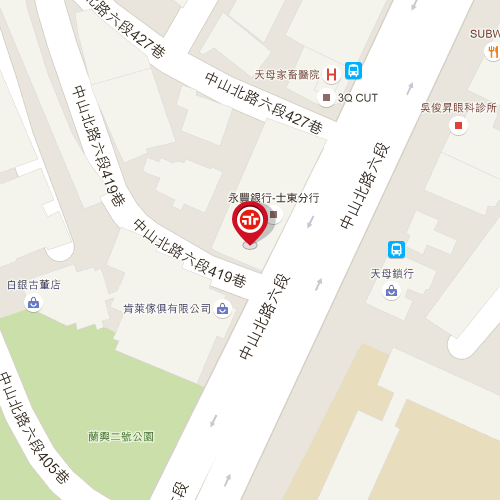 中山北路六段427巷
SUBW
天母家畜醫院
中山北路六段427巷
3Q CUT
吳俊昇眼科診所
中山北路六段419巷
中山北路六段
永豐銀行-士東分行
中山北路六段419巷
天母鎖行
白銀古董店
肯萊傢俱有限公司
中山北路六段
中山北路六段405巷
蘭興二號公園
路六段